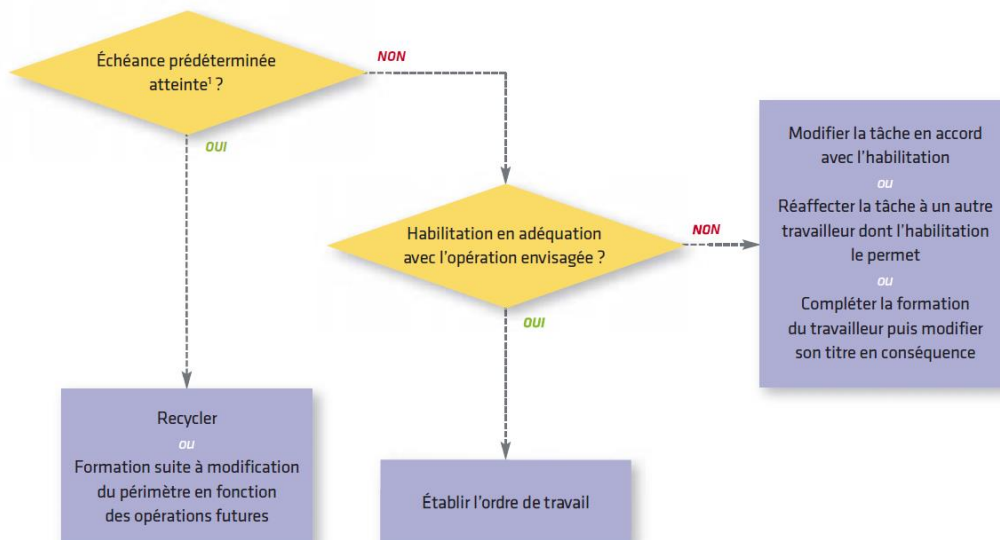 Échéance prédéterminée
atteinte¹ ?
NON
OUI
Habilitation en adéquation
avec l'opération envisagée ?
NON
OUI
Modifier la tâche en accord
avec l'habilitation
ou
Réaffecter la tâche à un autre
travailleur dont l'habilitation
le permet
ou
Compléter la formation
du travailleur puis modifier
son titre en conséquence
Recycler
ou
Formation suite à modification
du périmètre en fonction
des opérations futures
Établir l'ordre de travail